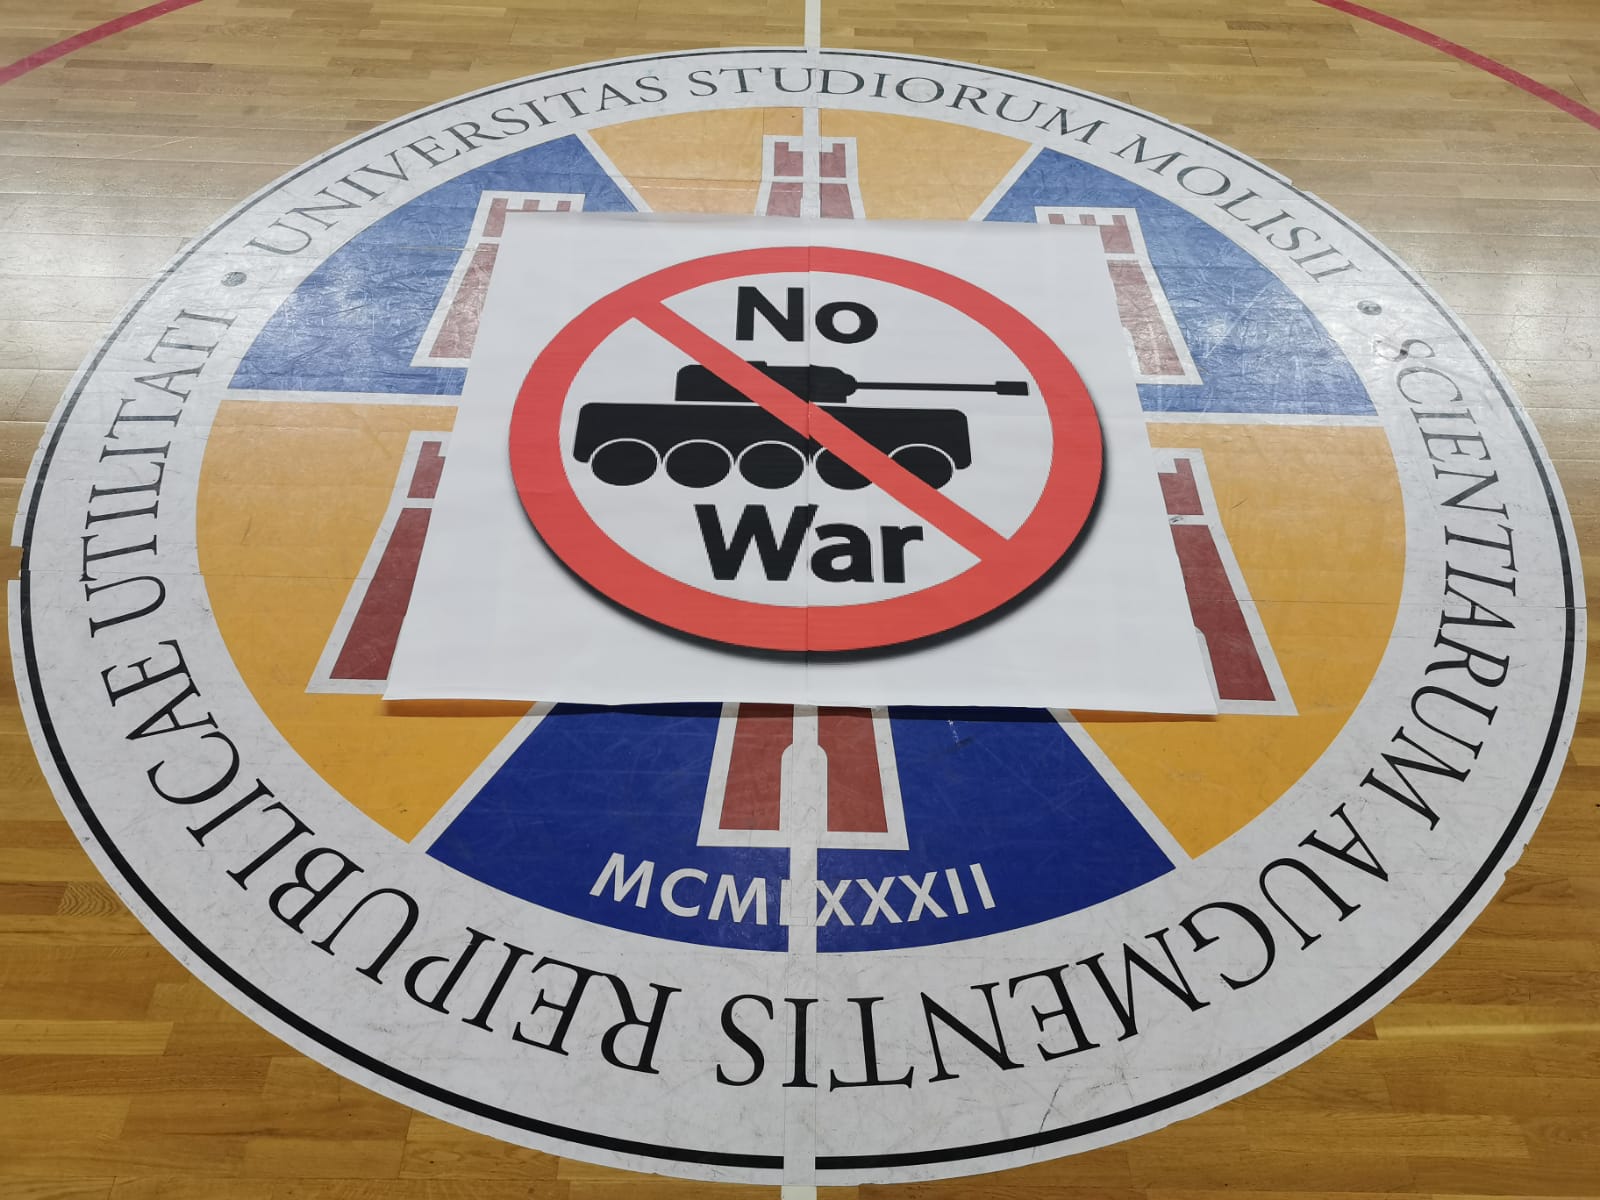 UNIVERSITAS STUDIORUM MOLISII • SCIENTIARUM AUGMENTIS REIPUBLICAE UTILITATI •
No
War
MCMLXXXII